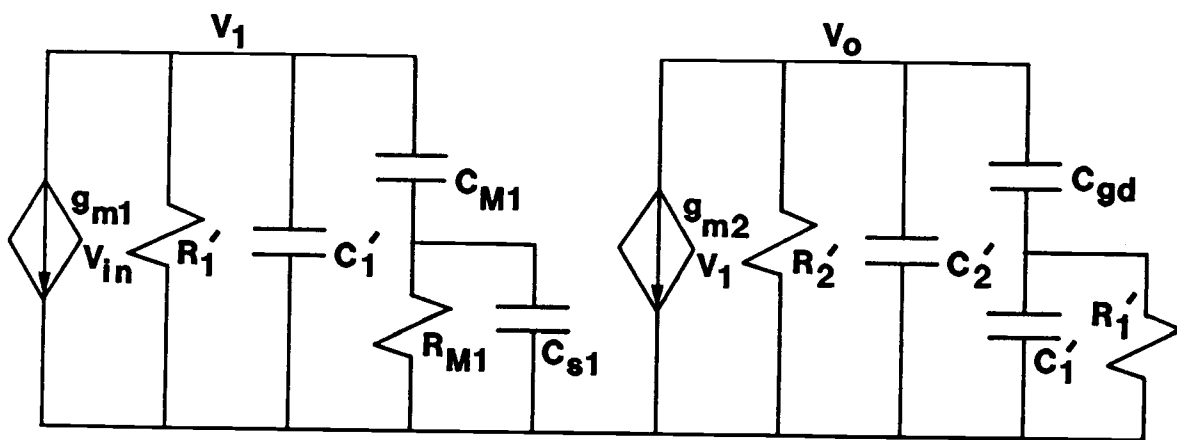 V1
Vo
gm1
Vin
R1′
C1′
CM1
RM1
Cs1
gm2
V1
R2′
C2′
Cgd
C1′
R1′